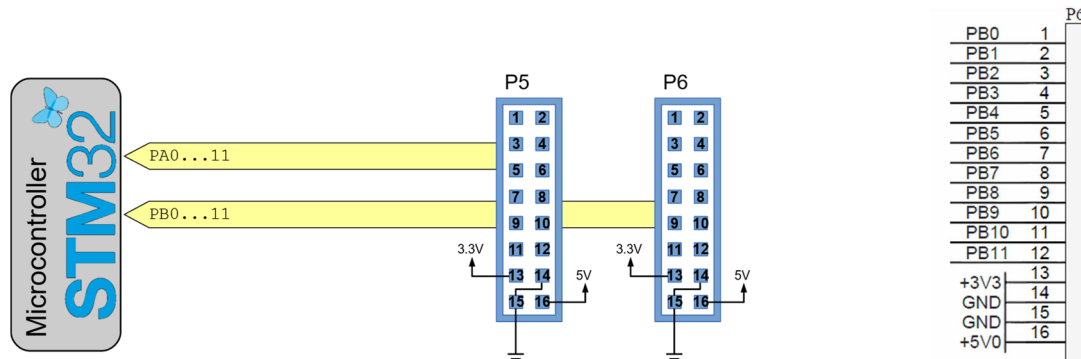 Microcontroller
STM32
PA0...11
PB0...11
P5
1 2
3 4
5 6
7 8
9 10
11 12
13 14
15 16
3.3V
5V
P6
1 2
3 4
5 6
7 8
9 10
11 12
13 14
15 16
3.3V
5V
P6
PB0 1
PB1 2
PB2 3
PB3 4
PB4 5
PB5 6
PB6 7
PB7 8
PB8 9
PB9 10
PB10 11
PB11 12
+3V3 13
GND 14
GND 15
+5V0 16